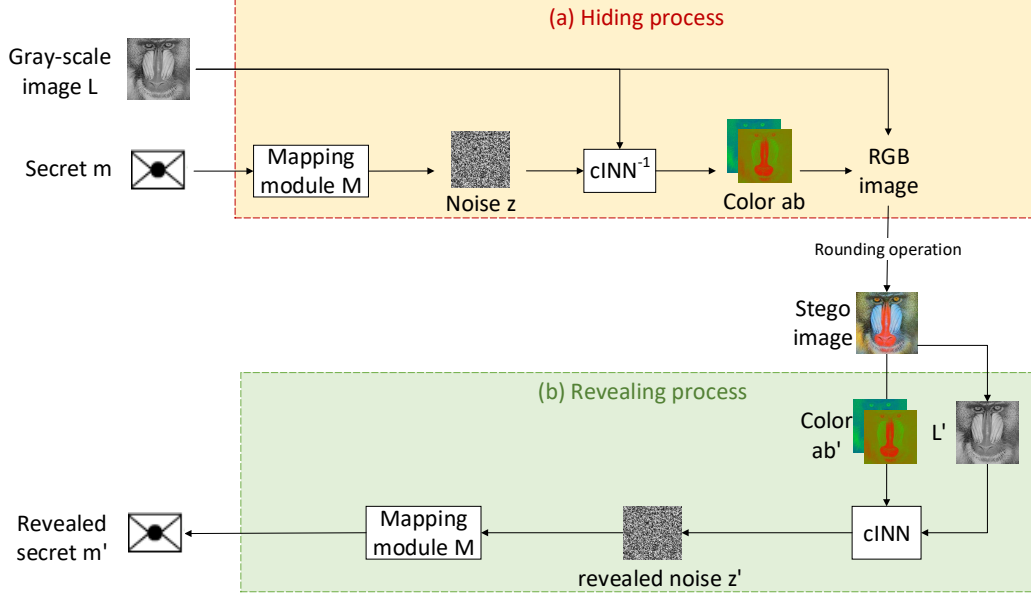 (a) Hiding process
Gray-scale
image L
Secret m
Mapping
module M
Noise z
cINN-1
Color ab
RGB
image
Rounding operation
Stego
image
(b) Revealing process
Color
ab'
L'
Revealed
secret m'
Mapping
module M
revealed noise z'
cINN